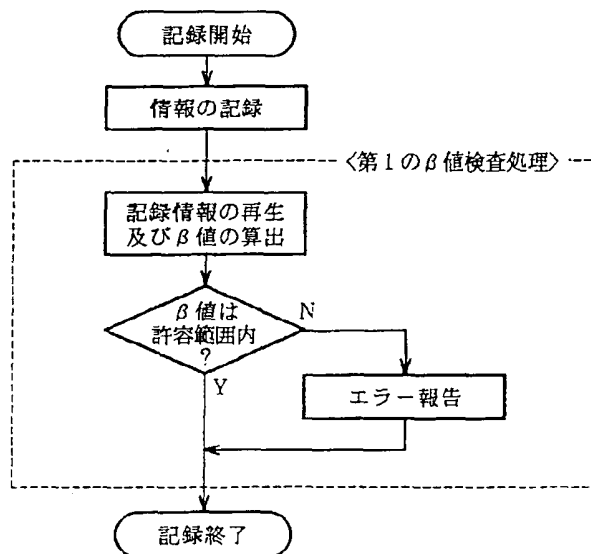 記録開始
情報の記録
〈第1のβ値検査処理〉
記録情報の再生
及びβ値の算出
β値は
許容範囲内
?
N
Y
エラー報告
記録終了